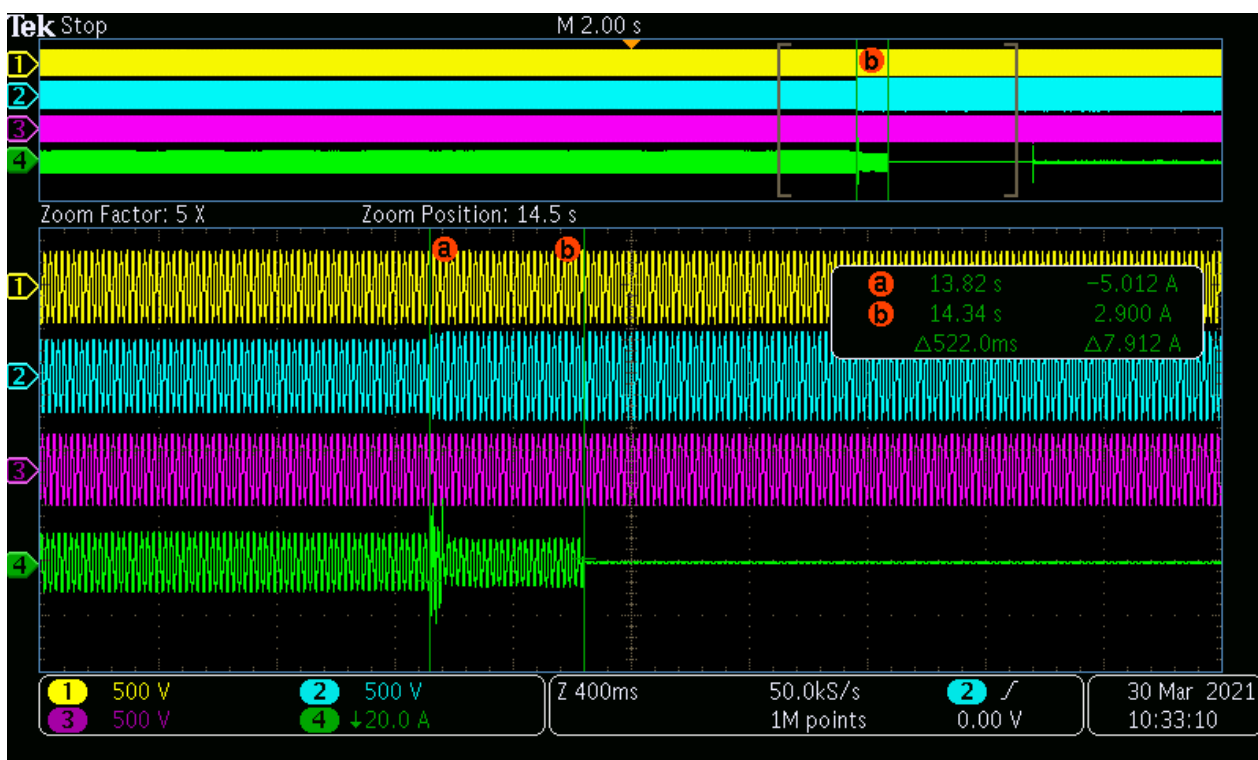 Tek Stop M 2.00 s
1
b
2
3
4
Zoom Factor: 5 X Zoom Position: 14.5 s
a b
1
a 13.82 s −5.012 A
b 14.34 s 2.900 A
Δ522.0ms Δ7.912 A
2
3
4
1 500 V 2 500 V Z 400ms 50.0kS/s 2 30 Mar 2021
3 500 V 4 ↓20.0 A 1M points 0.00 V 10:33:10